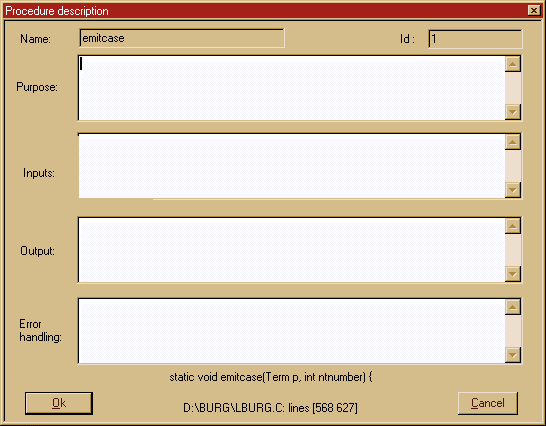 Procedure description
Name: emitcase Id : 1
Purpose:
Inputs:
Output:
Error
handling:
static void emitcase(Term p, int ntnumber) {
Ok D:\BURG\LBURG.C: lines [568 627] Cancel